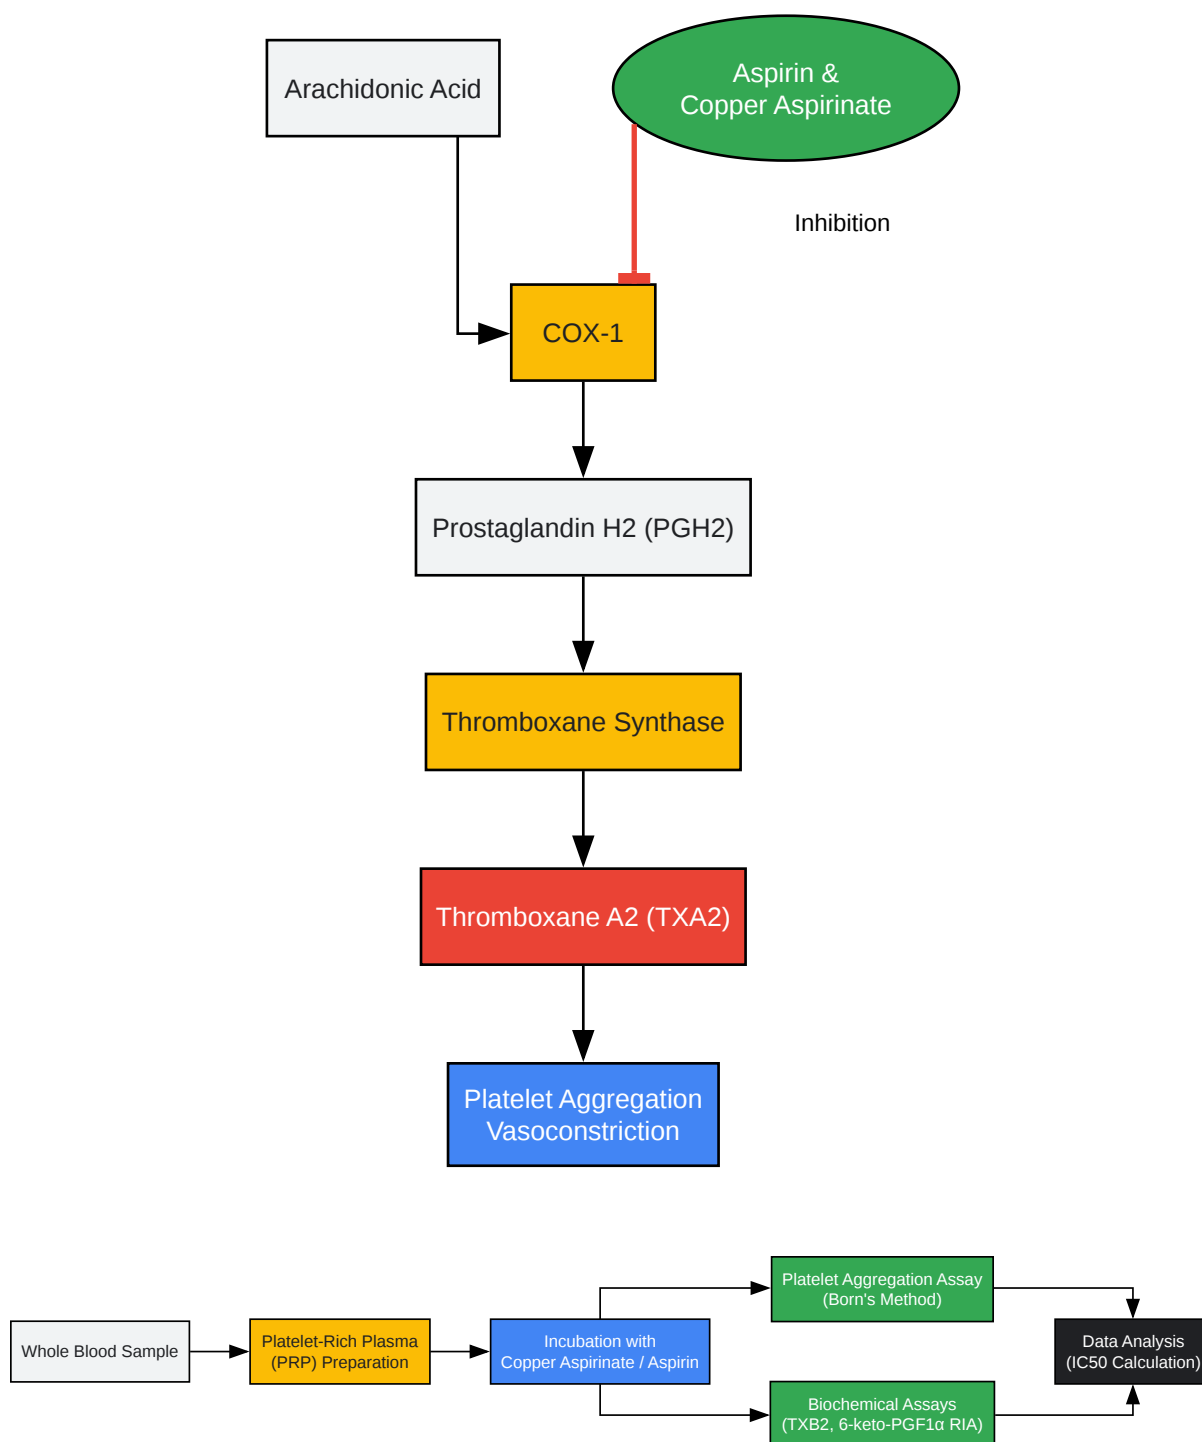 Arachidonic Acid
Aspirin &
Copper Aspirinate
Inhibition
COX-1
Prostaglandin H2 (PGH2)
Thromboxane Synthase
Thromboxane A2 (TXA2)
Platelet Aggregation
Vasoconstriction
Whole Blood Sample
Platelet-Rich Plasma
(PRP) Preparation
Incubation with
Copper Aspirinate / Aspirin
Platelet Aggregation Assay
(Born's Method)
Biochemical Assays
(TXB2, 6-keto-PGF1α RIA)
Data Analysis
(IC50 Calculation)